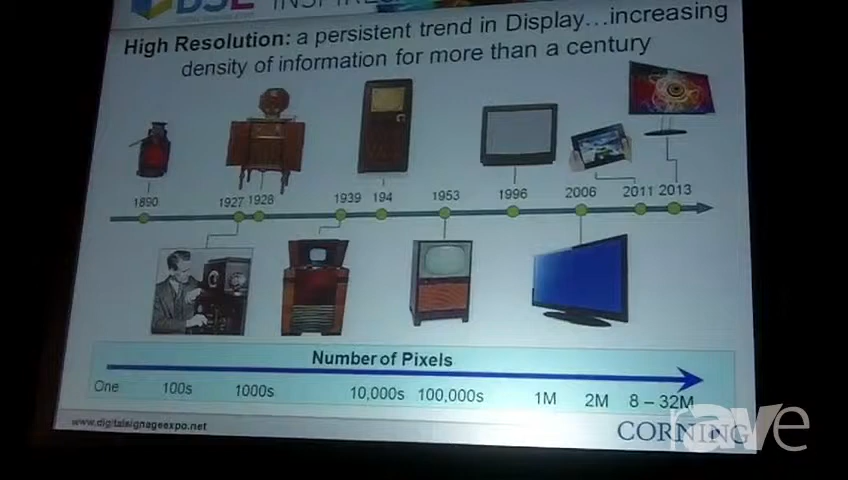 DSE INSPIRE
High Resolution: a persistent trend in Display...increasing
density of information for more than a century
1890 1927 1928 1939 194 1953 1996 2006 2011 2013
Number of Pixels
One 100s 1000s 10,000s 100,000s 1M 2M 8 – 32M
www.digitalsignageexpo.net
CORNING
rave